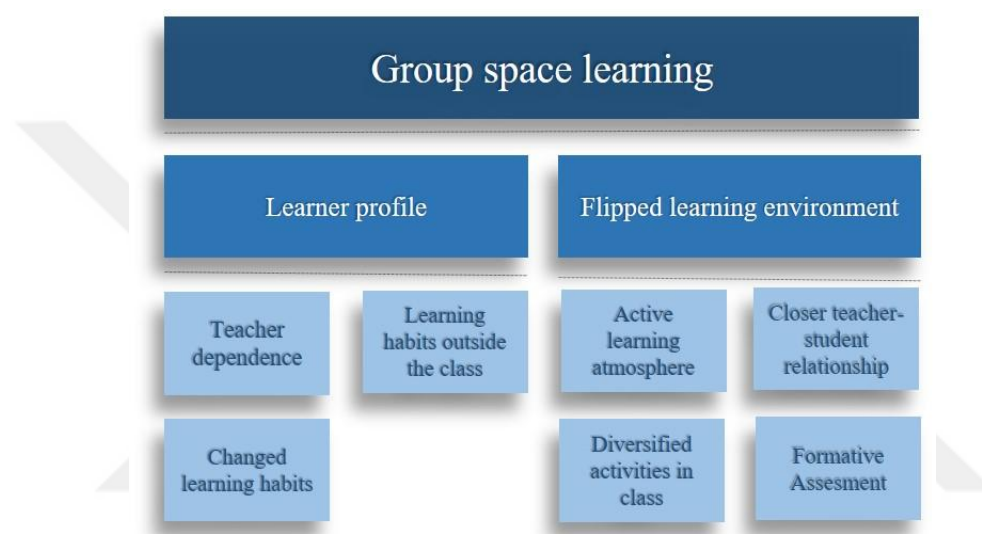 Group space learning
Learner profile
Flipped learning environment
Teacher
dependence
Learning
habits outside
the class
Active
learning
atmosphere
Closer teacher-
student
relationship
Changed
learning habits
Diversified
activities in
class
Formative
Assesment